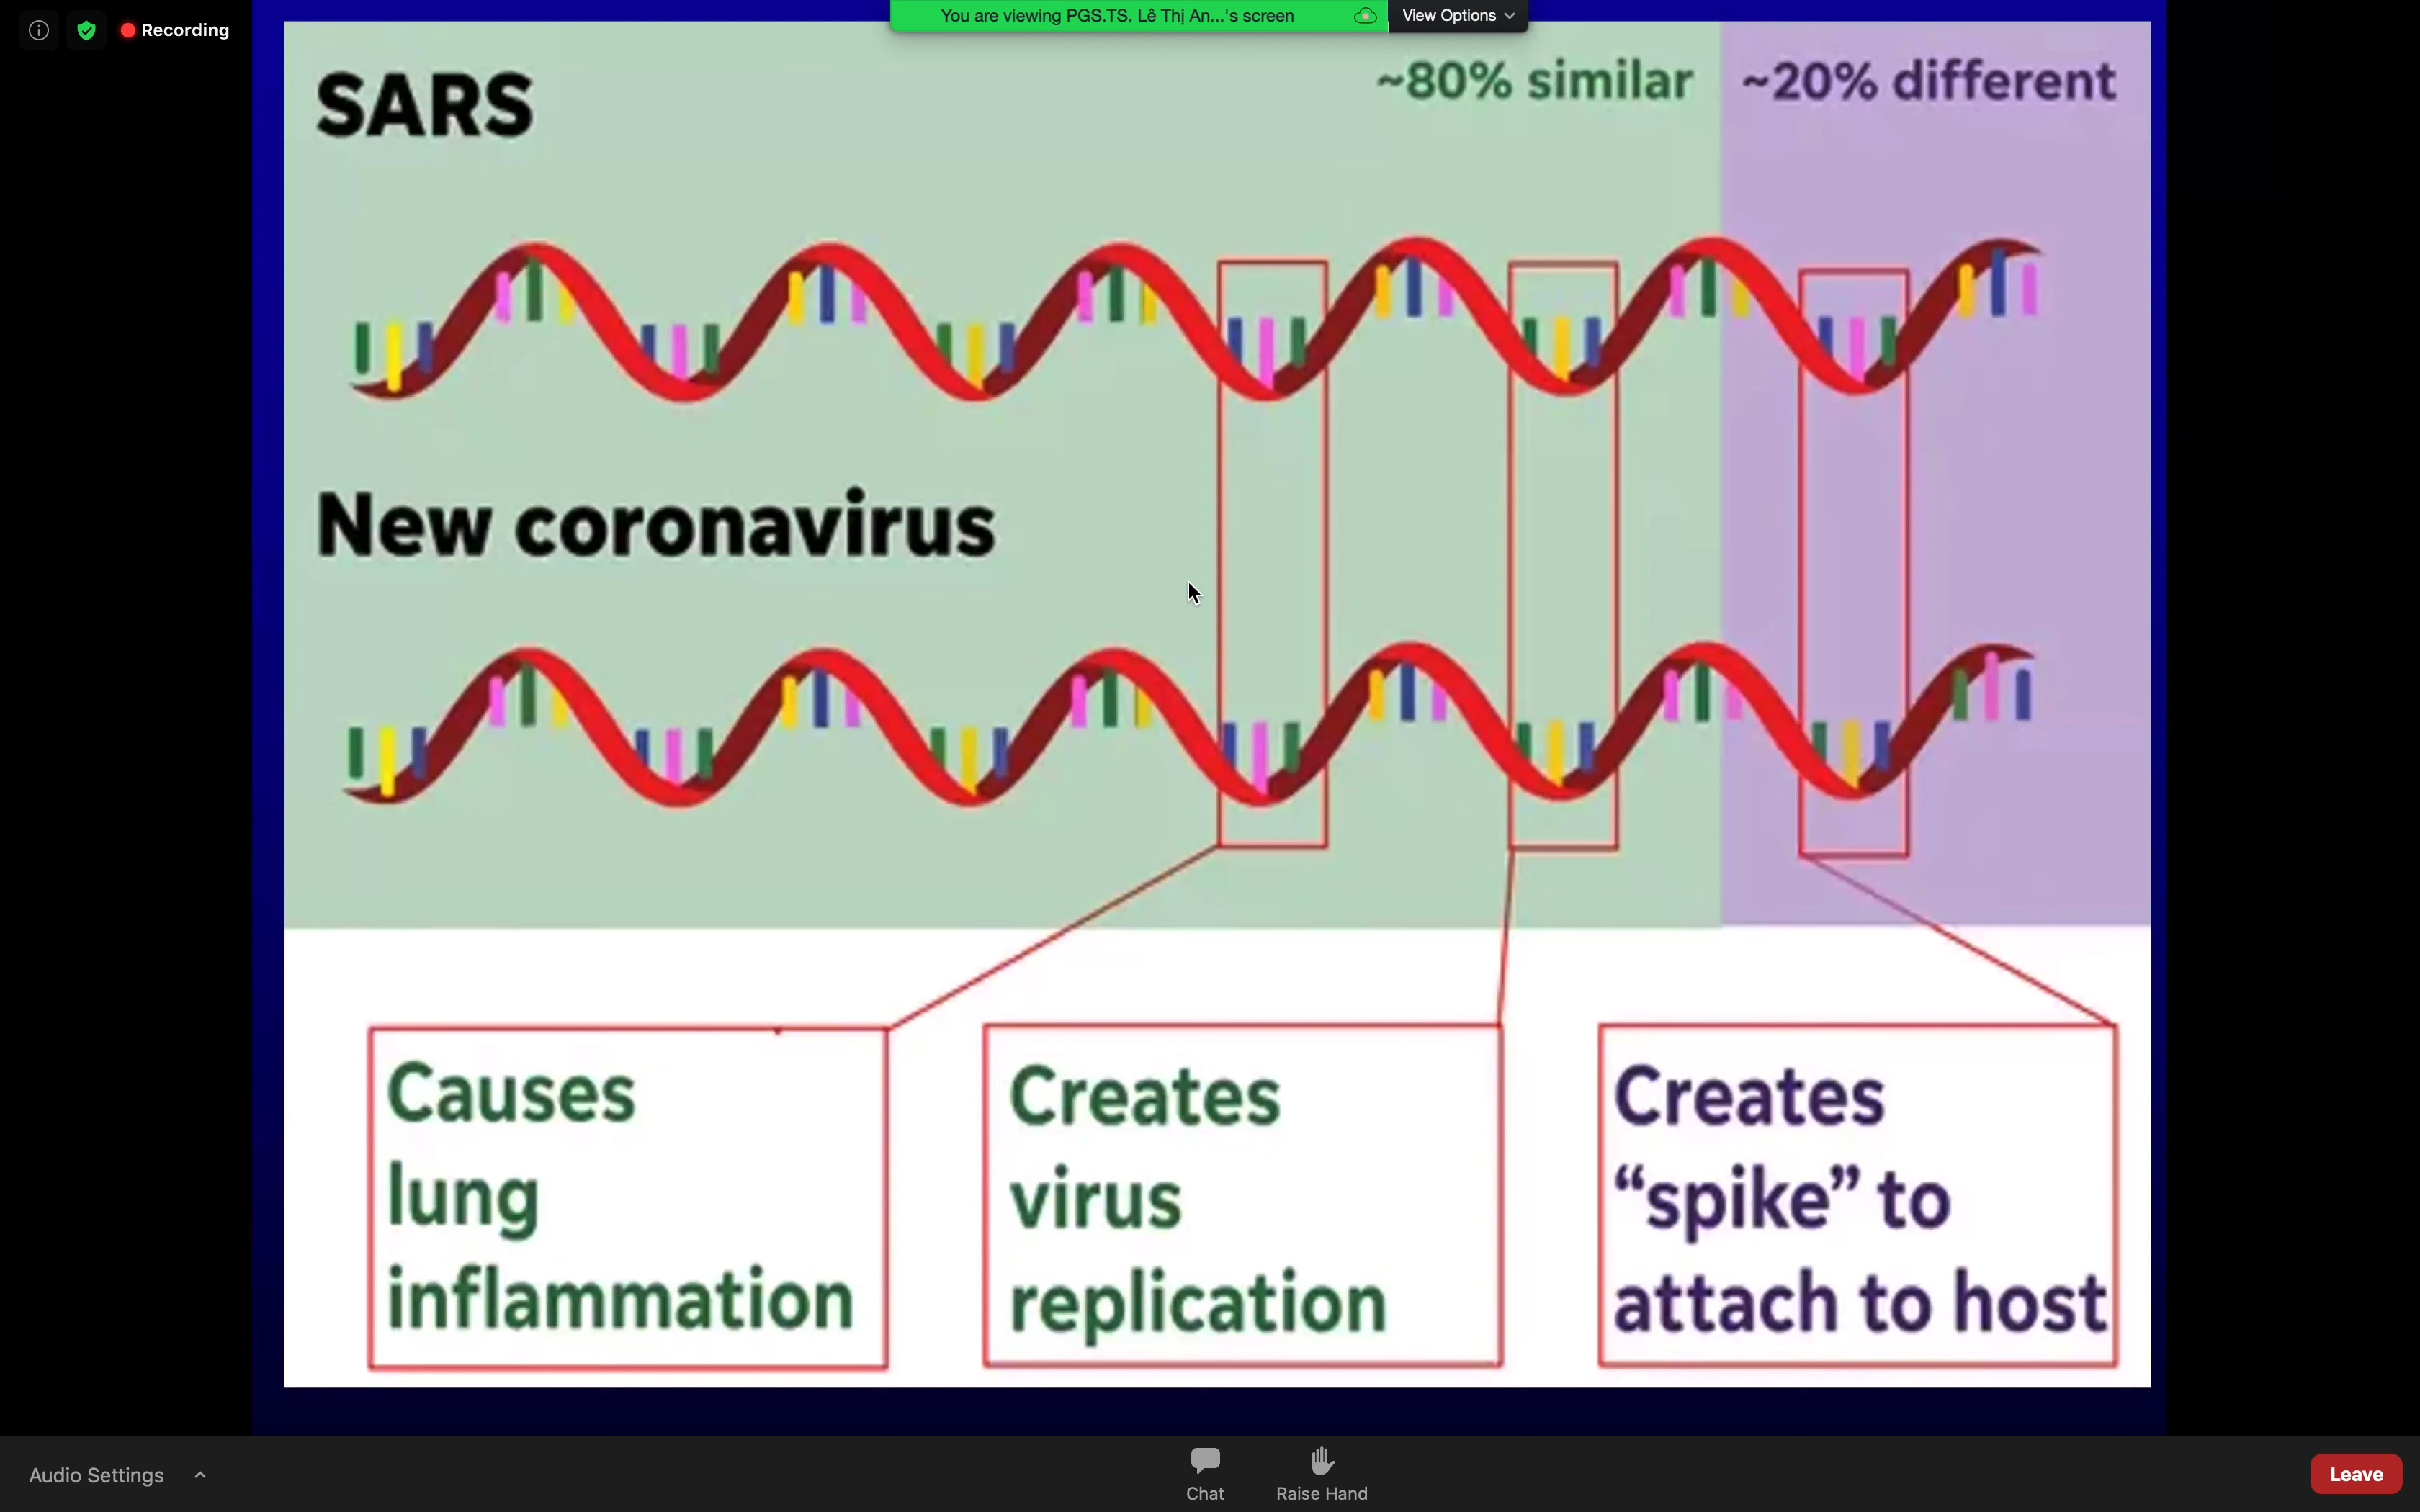 Recording
You are viewing PGS.TS. Lê Thị An...'s screen
View Options
SARS
~80% similar
~20% different
New coronavirus
Causes
lung
inflammation
Creates
virus
replication
Creates
“spike” to
attach to host
Audio Settings
Chat
Raise Hand
Leave